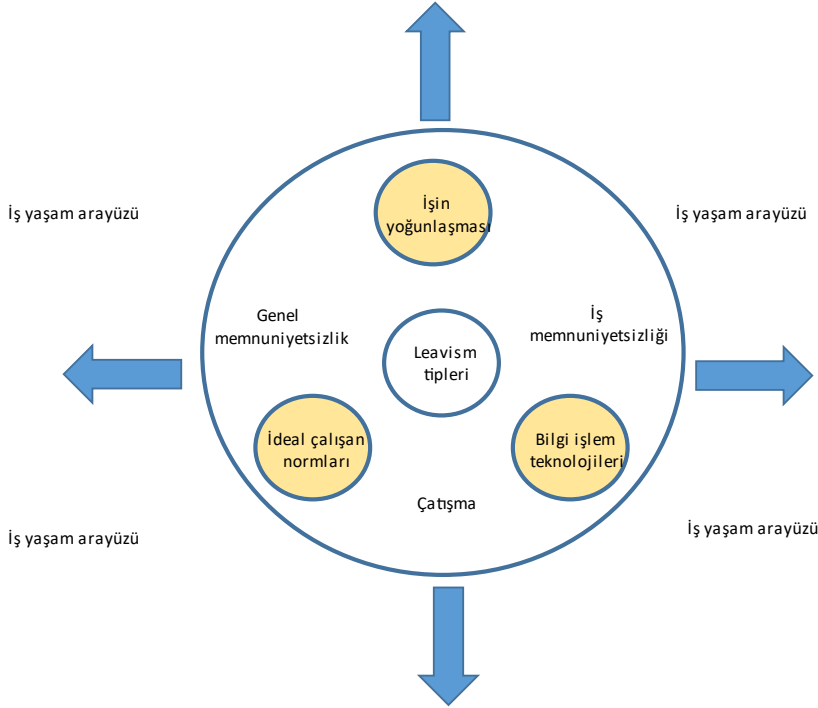 İşin
yoğunlaşması
İş yaşam arayüzü
İş yaşam arayüzü
Genel
memnuniyetsizlik
İş
memnuniyetsizliği
Leavism
tipleri
İdeal çalışan
normları
Bilgi işlem
teknolojileri
Çatışma
İş yaşam arayüzü
İş yaşam arayüzü